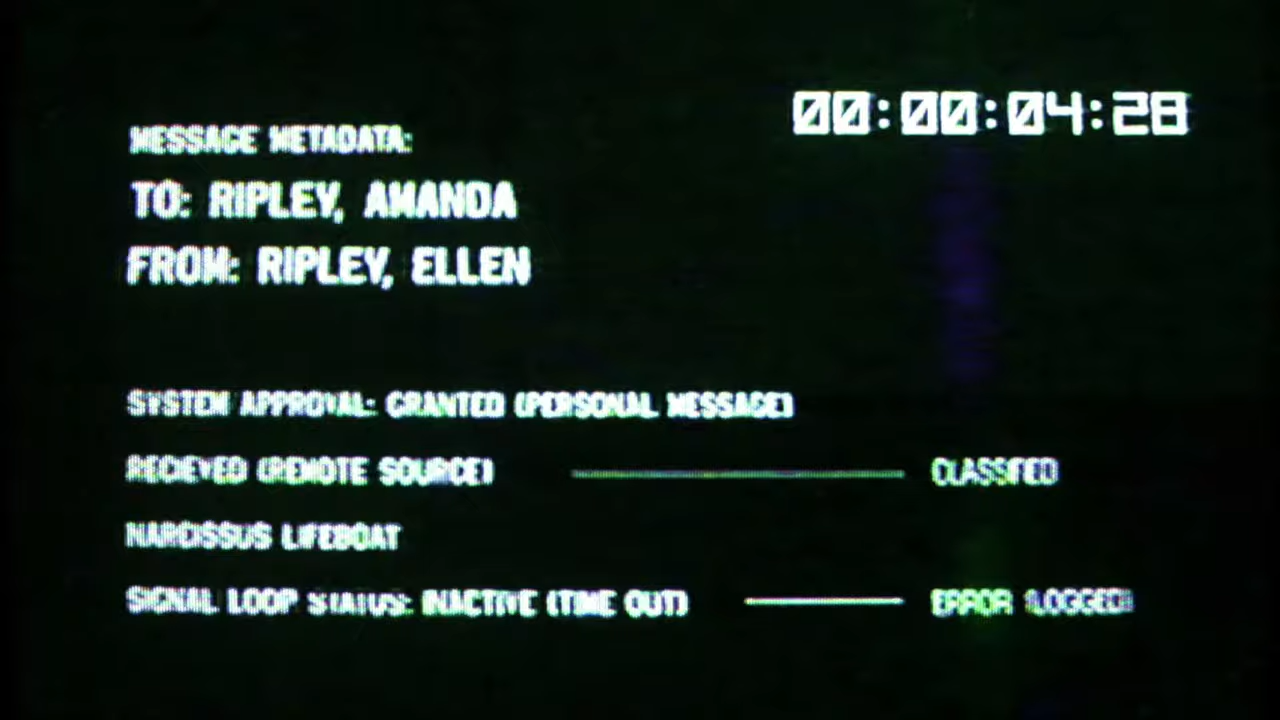 00:00:04:28
MESSAGE METADATA:
TO: RIPLEY, AMANDA
FROM: RIPLEY, ELLEN
SYSTEM APPROVAL: GRANTED (PERSONAL MESSAGE)
RECIEVED (REMOTE SOURCE) CLASSIFIED
NARCISSUS LIFEBOAT
SIGNAL LOOP STATUS: INACTIVE (TIME OUT) ERROR (LOGGED)